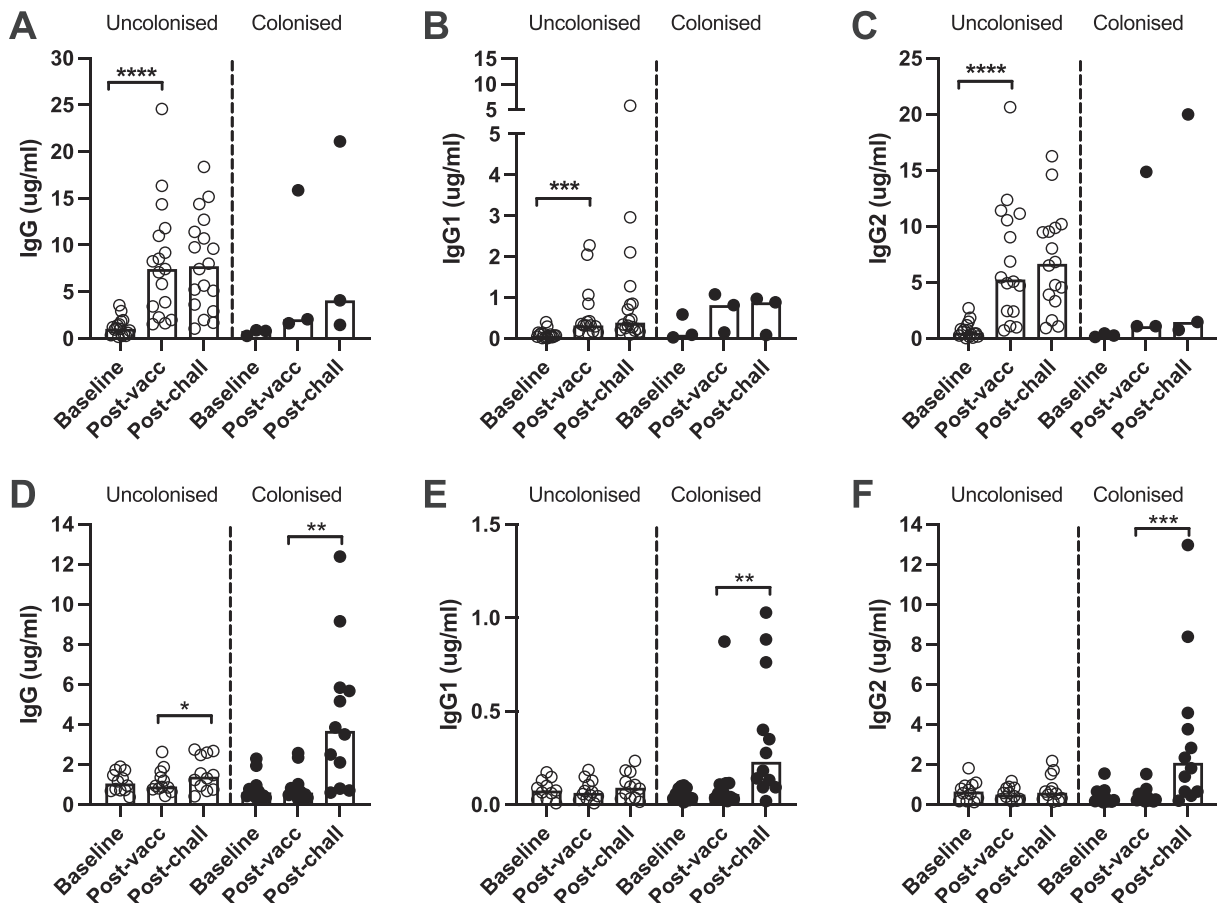 A Uncolonised Colonised
IgG (ug/ml)
30
25
20
15
10
5
0
****
Baseline Post-vacc Post-chall Baseline Post-vacc Post-chall
B Uncolonised Colonised
IgG1 (ug/ml)
15
10
5
5
4
3
2
1
0
***
Baseline Post-vacc Post-chall Baseline Post-vacc Post-chall
C Uncolonised Colonised
IgG2 (ug/ml)
25
20
15
10
5
0
****
Baseline Post-vacc Post-chall Baseline Post-vacc Post-chall
D Uncolonised Colonised
IgG (ug/ml)
14
12
10
8
6
4
2
0
*
**
Baseline Post-vacc Post-chall Baseline Post-vacc Post-chall
E Uncolonised Colonised
IgG1 (ug/ml)
1.5
1.0
0.5
0.0
**
Baseline Post-vacc Post-chall Baseline Post-vacc Post-chall
F Uncolonised Colonised
IgG2 (ug/ml)
14
12
10
8
6
4
2
0
***
Baseline Post-vacc Post-chall Baseline Post-vacc Post-chall